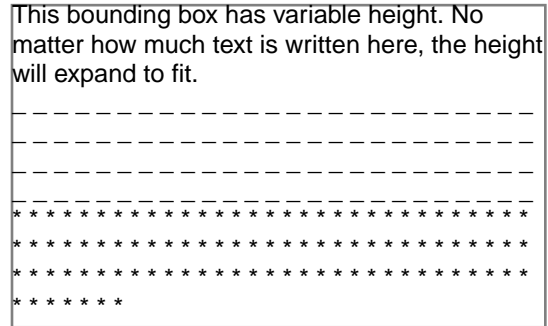 This bounding box has variable height. No
matter how much text is written here, the height
will expand to fit.
_ _ _ _ _ _ _ _ _ _ _ _ _ _ _ _ _ _ _ _ _ _ _ _ _
_ _ _ _ _ _ _ _ _ _ _ _ _ _ _ _ _ _ _ _ _ _ _ _ _
_ _ _ _ _ _ _ _ _ _ _ _ _ _ _ _ _ _ _ _ _ _ _ _ _
_ _ _ _ _ _ _ _ _ _ _ _ _ _ _ _ _ _ _ _ _ _ _ _ _
* * * * * * * * * * * * * * * * * * * * * * * * * * * * * * *
* * * * * * * * * * * * * * * * * * * * * * * * * * * * * * *
* * * * * * * * * * * * * * * * * * * * * * * * * * * * * * *
* * * * * * *